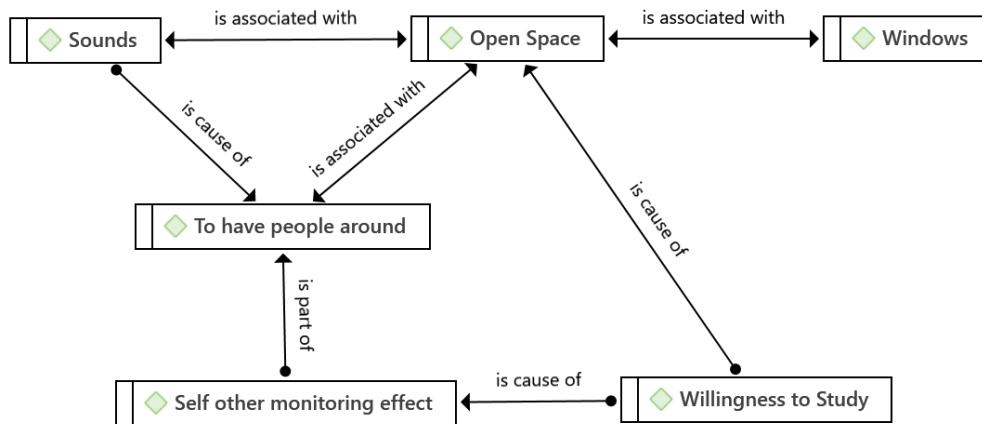 is associated with
is associated with
Sounds
Open Space
Windows
is cause of
is associated with
is cause of
To have people around
is part of
is cause of
Self other monitoring effect
Willingness to Study